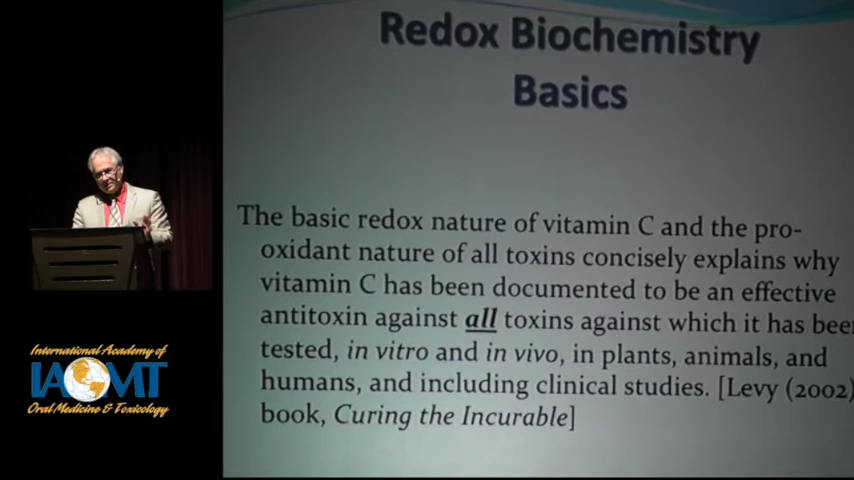 Redox Biochemistry
Basics
The basic redox nature of vitamin C and the pro-
oxidant nature of all toxins concisely explains why
vitamin C has been documented to be an effective
antitoxin against all toxins against which it has been
tested, in vitro and in vivo, in plants, animals, and
humans, and including clinical studies. [Levy (2002)
book, Curing the Incurable]
International Academy of
IAOMT
Oral Medicine & Toxicology